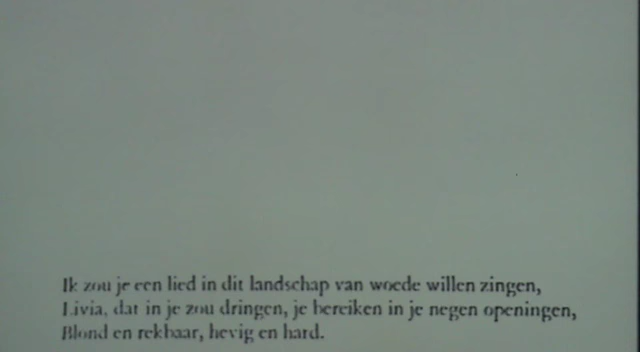 Ik zou je een lied in dit landschap van woede willen zingen,
Livia, dat in je zou dringen, je bereiken in je negen openingen,
Blond en rekbaar, hevig en hard.